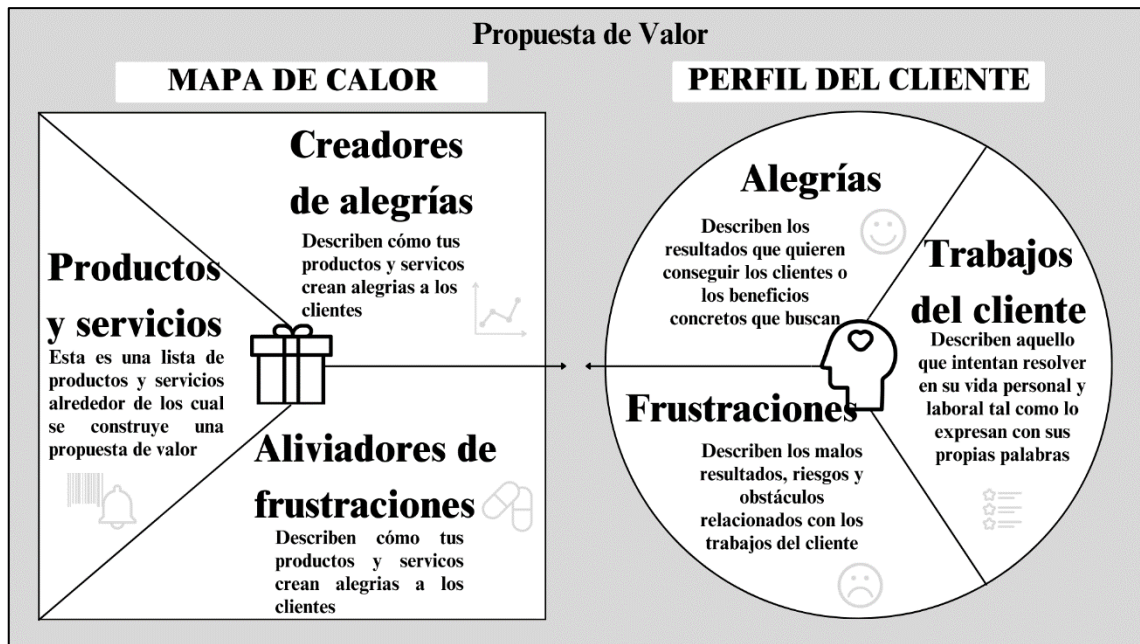 Propuesta de Valor
MAPA DE CALOR
Creadores
de alegrías
Describen cómo tus
productos y servicos
crean alegrias a los
clientes
Productos
y servicios
Esta es una lista de
productos y servicios
alrededor de los cual
se construye una
propuesta de valor
Aliviadores de
frustraciones
Describen cómo tus
productos y servicos
crean alegrias a los
clientes
PERFIL DEL CLIENTE
Alegrías
Describen los
resultados que quieren
conseguir los clientes o
los beneficios
concretos que buscan
Trabajos
del cliente
Describen aquello
que intentan resolver
en su vida personal y
laboral tal como lo
expresan con sus
propias palabras
Frustraciones
Describen los malos
resultados, riesgos y
obstáculos
relacionados con los
trabajos del cliente